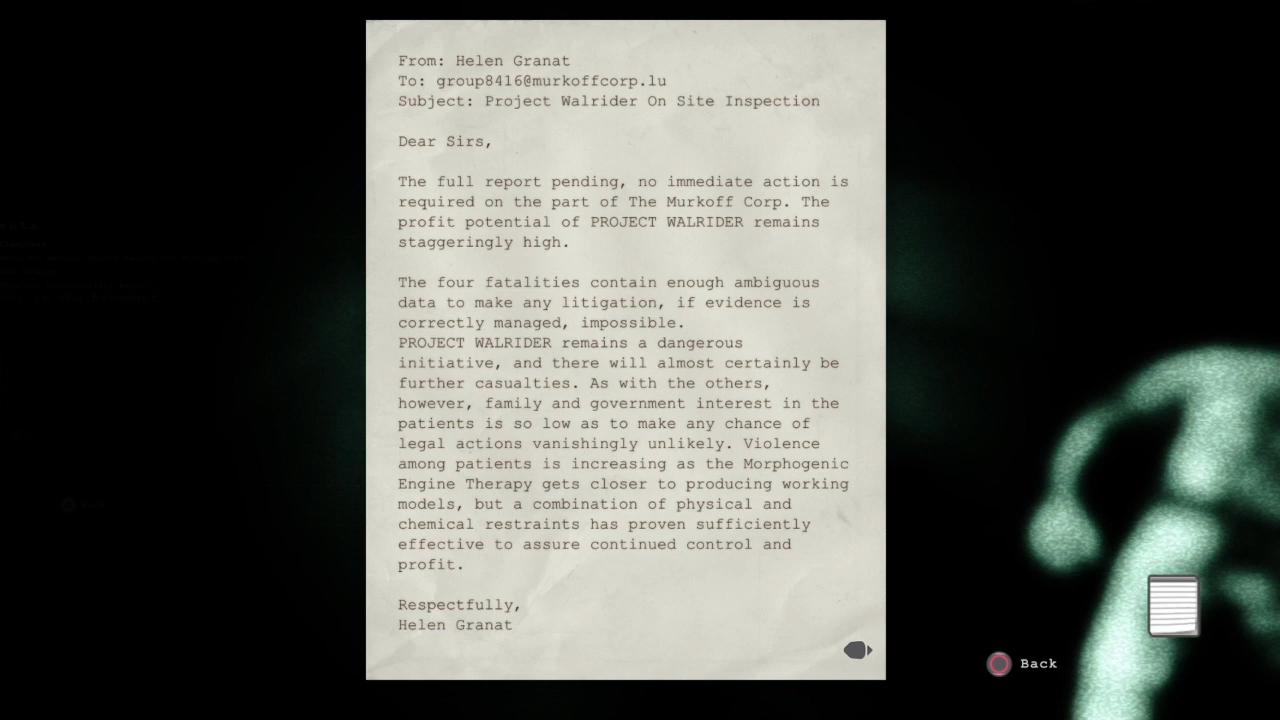 From: Helen Granat
To: group8416@murkoffcorp.lu
Subject: Project Walrider On Site Inspection
Dear Sirs,
The full report pending, no immediate action is
required on the part of The Murkoff Corp. The
profit potential of PROJECT WALRIDER remains
staggeringly high.
The four fatalities contain enough ambiguous
data to make any litigation, if evidence is
correctly managed, impossible.
PROJECT WALRIDER remains a dangerous
initiative, and there will almost certainly be
further casualties. As with the others,
however, family and government interest in the
patients is so low as to make any chance of
legal actions vanishingly unlikely. Violence
among patients is increasing as the Morphogenic
Engine Therapy gets closer to producing working
models, but a combination of physical and
chemical restraints has proven sufficiently
effective to assure continued control and
profit.
Respectfully,
Helen Granat
Back